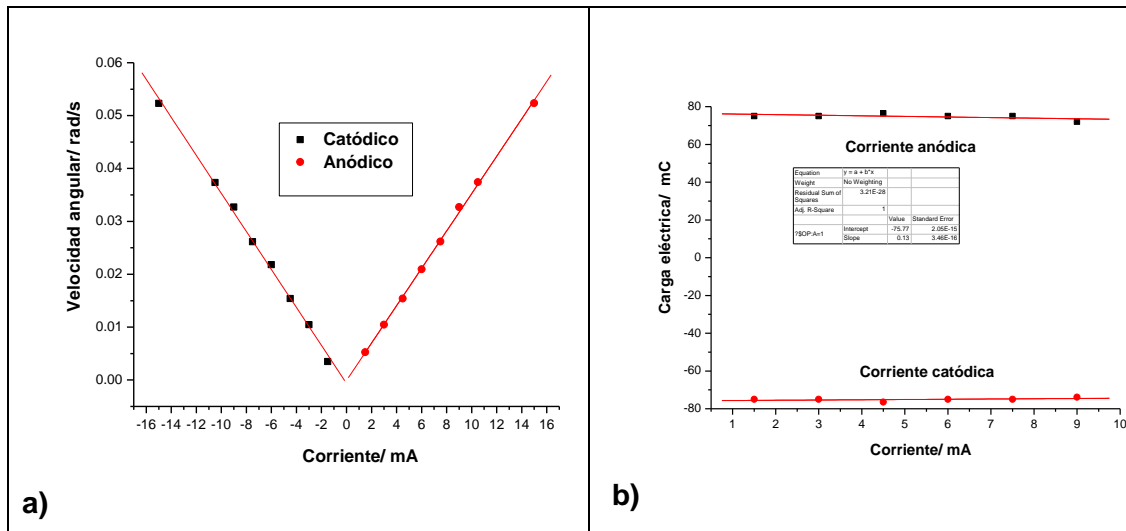 0.06
0.05
0.04
0.03
0.02
0.01
0.00
Velocidad angular/ rad/s
Catódico
Anódico
-16 -14 -12 -10 -8 -6 -4 -2 0 2 4 6 8 10 12 14 16
Corriente/ mA
a)
80
60
40
20
0
-20
-40
-60
-80
Carga eléctrica/ mC
Corriente anódica
Equation y = a + b*x
Weight No Weighting
Residual Sum of Squares 3.21E-28
Adj. R-Square 1
Value Standard Error
?$OP:A=1 Intercept -75.77 2.05E-15
Slope 0.13 3.46E-16
Corriente catódica
1 2 3 4 5 6 7 8 9 10
Corriente/ mA
b)